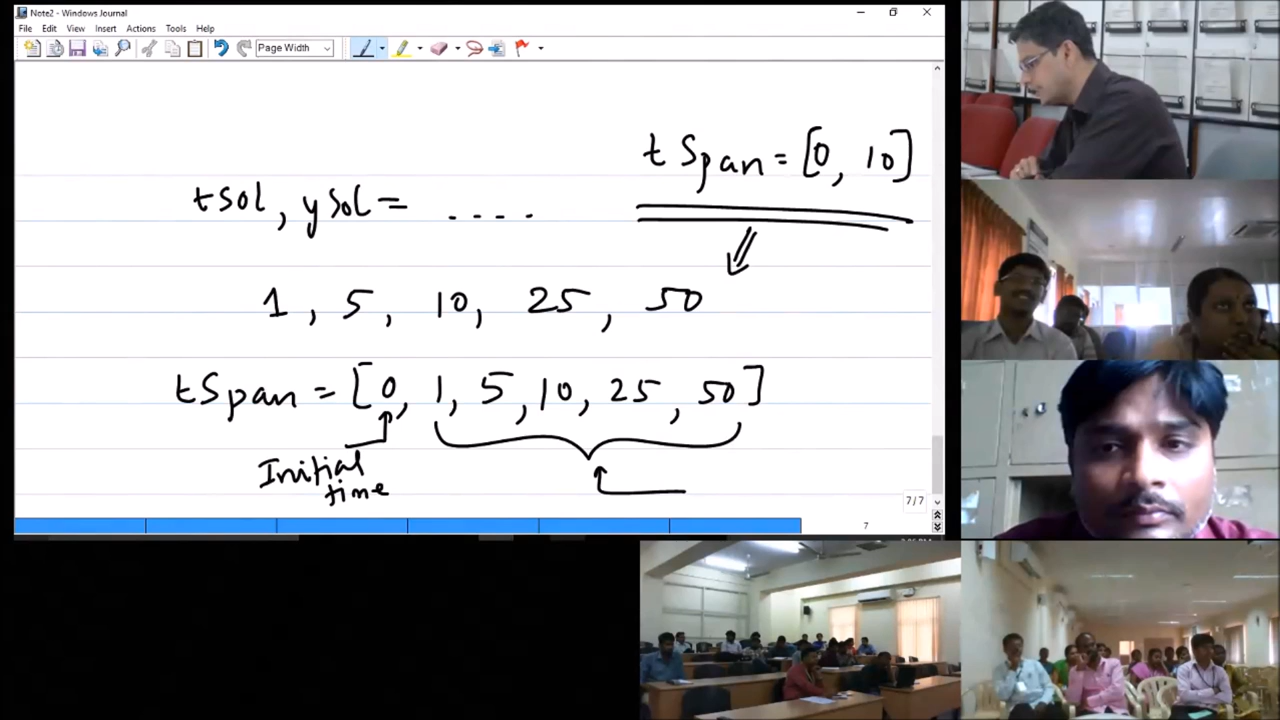 Note2 - Windows Journal
File Edit View Insert Actions Tools Help
Page Width
tSpan = [0, 10]
tSol, ySol = ....
1, 5, 10, 25, 50
tSpan = [0, 1, 5, 10, 25, 50]
Initial
time
7/7
7